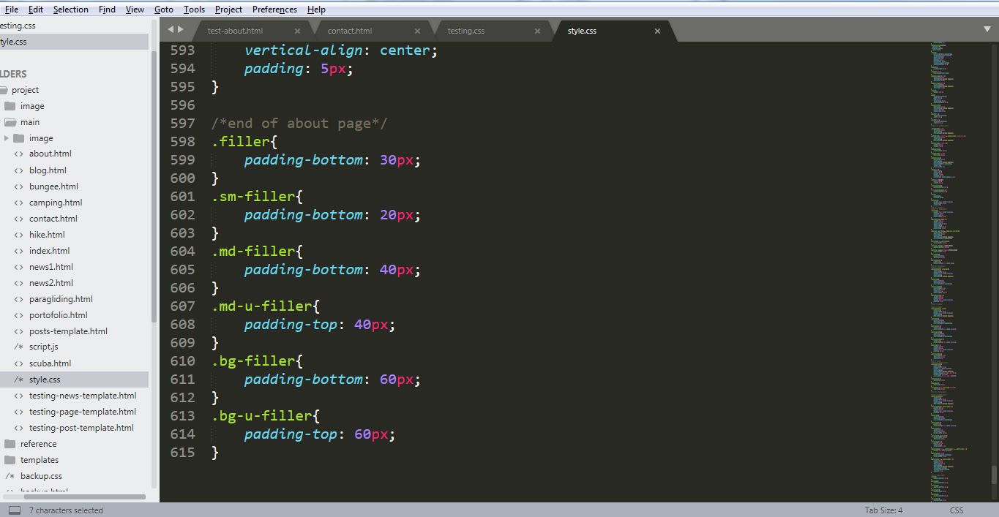 File Edit Selection Find View Goto Tools Project Preferences Help
esting.css
tyle.css
LDERS
project
image
main
image
about.html
blog.html
bungee.html
camping.html
contact.html
hike.html
index.html
news1.html
news2.html
paragliding.html
portofolio.html
posts-template.html
/* script.js
scuba.html
/* style.css
testing-news-template.html
testing-page-template.html
testing-post-template.html
reference
templates
/* backup.css
backup.html
test-about.html × contact.html × testing.css × style.css ×
593 vertical-align: center;
594 padding: 5px;
595 }
596
597 /*end of about page*/
598 .filler{
599 padding-bottom: 30px;
600 }
601 .sm-filler{
602 padding-bottom: 20px;
603 }
604 .md-filler{
605 padding-bottom: 40px;
606 }
607 .md-u-filler{
608 padding-top: 40px;
609 }
610 .bg-filler{
611 padding-bottom: 60px;
612 }
613 .bg-u-filler{
614 padding-top: 60px;
615 }
7 characters selected Tab Size: 4 CSS